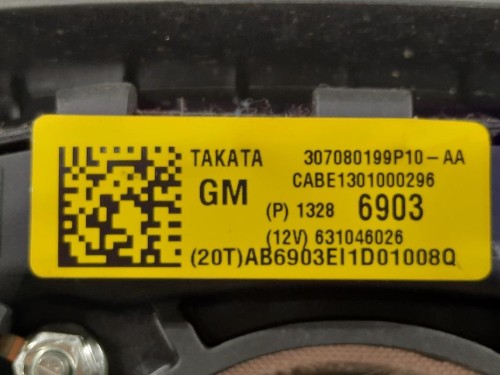 TAKATA 307080199P10-AA
GM CABE1301000296
(P) 1328 6903
(12V) 631046026
(20T)AB6903EI1D01008Q